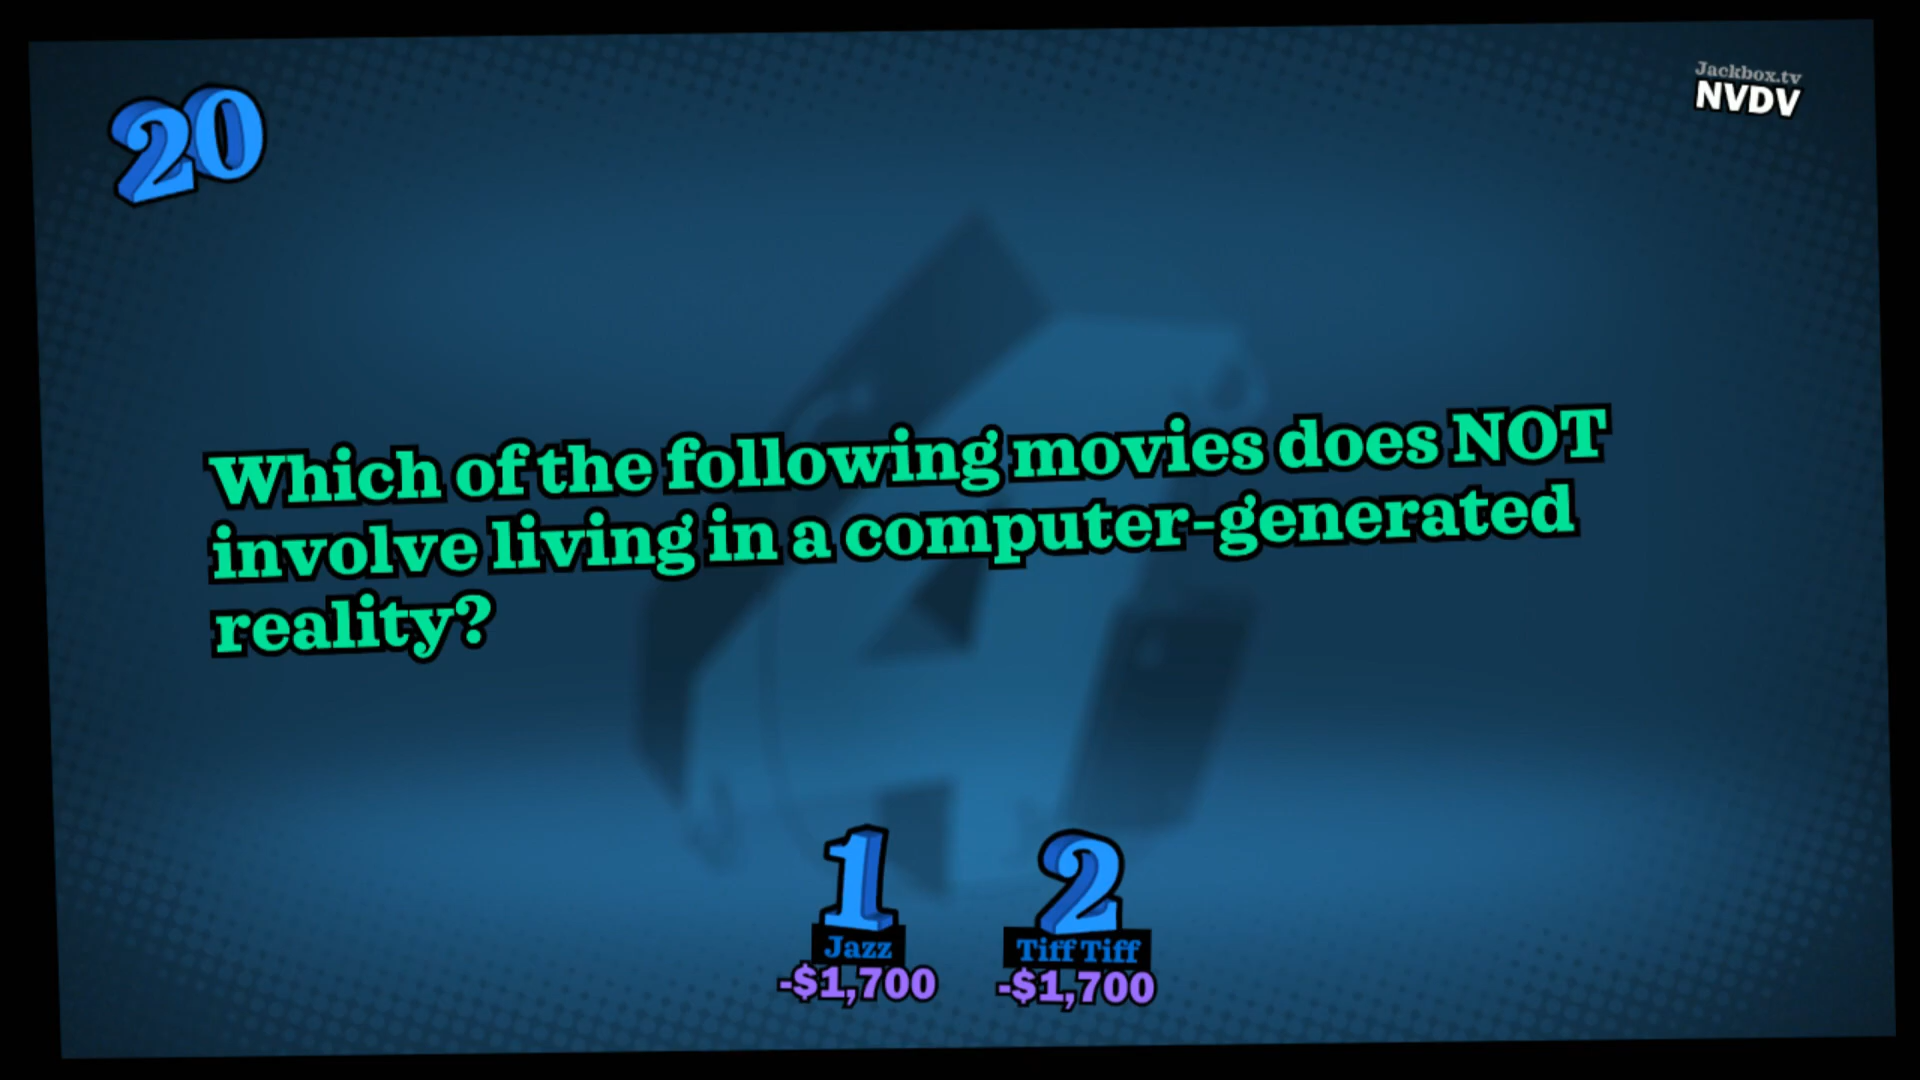 20
Jackbox.tv
NVDV
Which of the following movies does NOT
involve living in a computer-generated
reality?
1
Jazz
-$1,700
2
Tiff Tiff
-$1,700